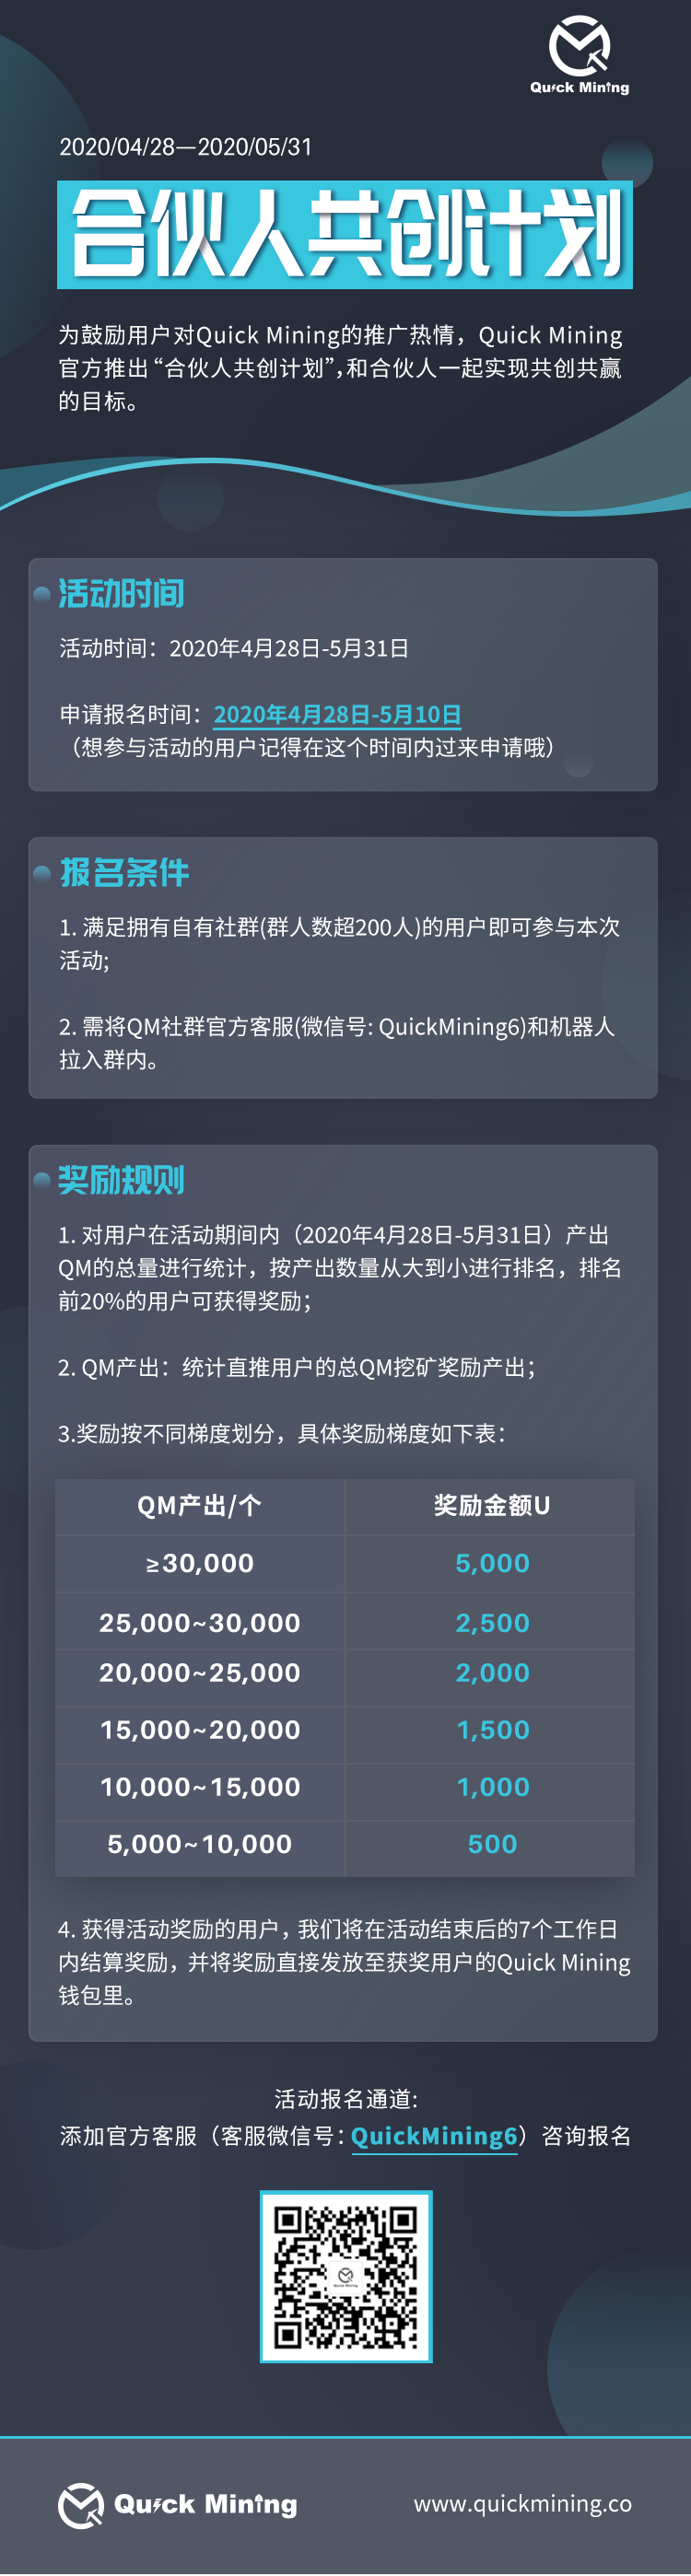 Quick Mining
2020/04/28—2020/05/31
合伙人共创计划
为鼓励用户对Quick Mining的推广热情，Quick Mining
官方推出“合伙人共创计划”，和合伙人一起实现共创共赢
的目标。
活动时间
活动时间：2020年4月28日-5月31日
申请报名时间：2020年4月28日-5月10日
（想参与活动的用户记得在这个时间内过来申请哦）
报名条件
1. 满足拥有自有社群(群人数超200人)的用户即可参与本次
活动;
2. 需将QM社群官方客服(微信号: QuickMining6)和机器人
拉入群内。
奖励规则
1. 对用户在活动期间内（2020年4月28日-5月31日）产出
QM的总量进行统计，按产出数量从大到小进行排名，排名
前20%的用户可获得奖励；
2. QM产出：统计直推用户的总QM挖矿奖励产出；
3.奖励按不同梯度划分，具体奖励梯度如下表：
QM产出/个 奖励金额U
≥30,000 5,000
25,000~30,000 2,500
20,000~25,000 2,000
15,000~20,000 1,500
10,000~15,000 1,000
5,000~10,000 500
4. 获得活动奖励的用户，我们将在活动结束后的7个工作日
内结算奖励，并将奖励直接发放至获奖用户的Quick Mining
钱包里。
活动报名通道:
添加官方客服（客服微信号：QuickMining6）咨询报名
Quick Mining
Quick Mining
www.quickmining.co